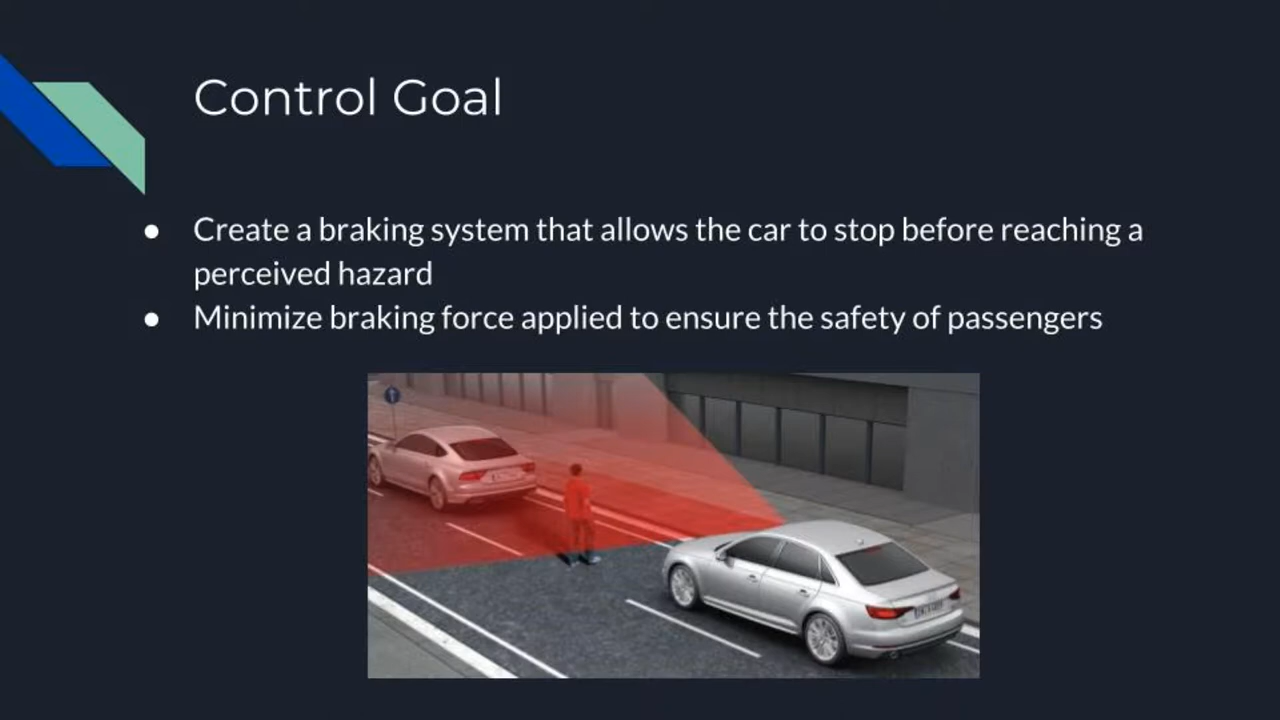 Control Goal
● Create a braking system that allows the car to stop before reaching a
perceived hazard
● Minimize braking force applied to ensure the safety of passengers